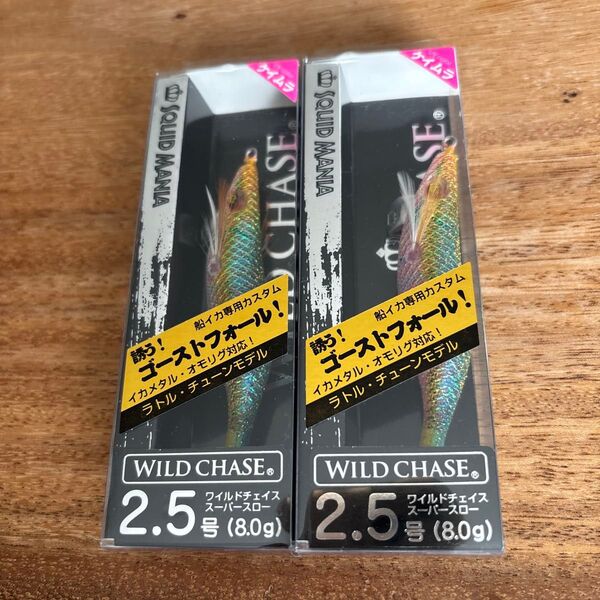 ケイムラ
SQUID MANIA
CHASE®
船イカ専用カスタム
誘う!
ゴーストフォール!
イカメタル・オモリグ対応!
ラトル・チューンモデル
WILD CHASE®
2.5号 (8.0g)
ワイルドチェイス
スーパースロー
ケイムラ
SQUID MANIA
CHASE®
船イカ専用カスタム
誘う!
ゴーストフォール!
イカメタル・オモリグ対応!
ラトル・チューンモデル
WILD CHASE®
2.5号 (8.0g)
ワイルドチェイス
スーパースロー